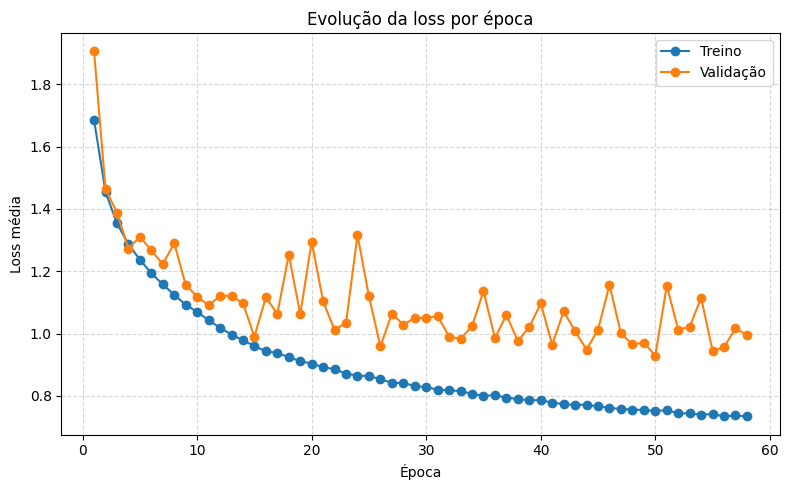 Evolução da loss por época
Treino
Validação
Loss média
1.8
1.6
1.4
1.2
1.0
0.8
0 10 20 30 40 50 60
Época